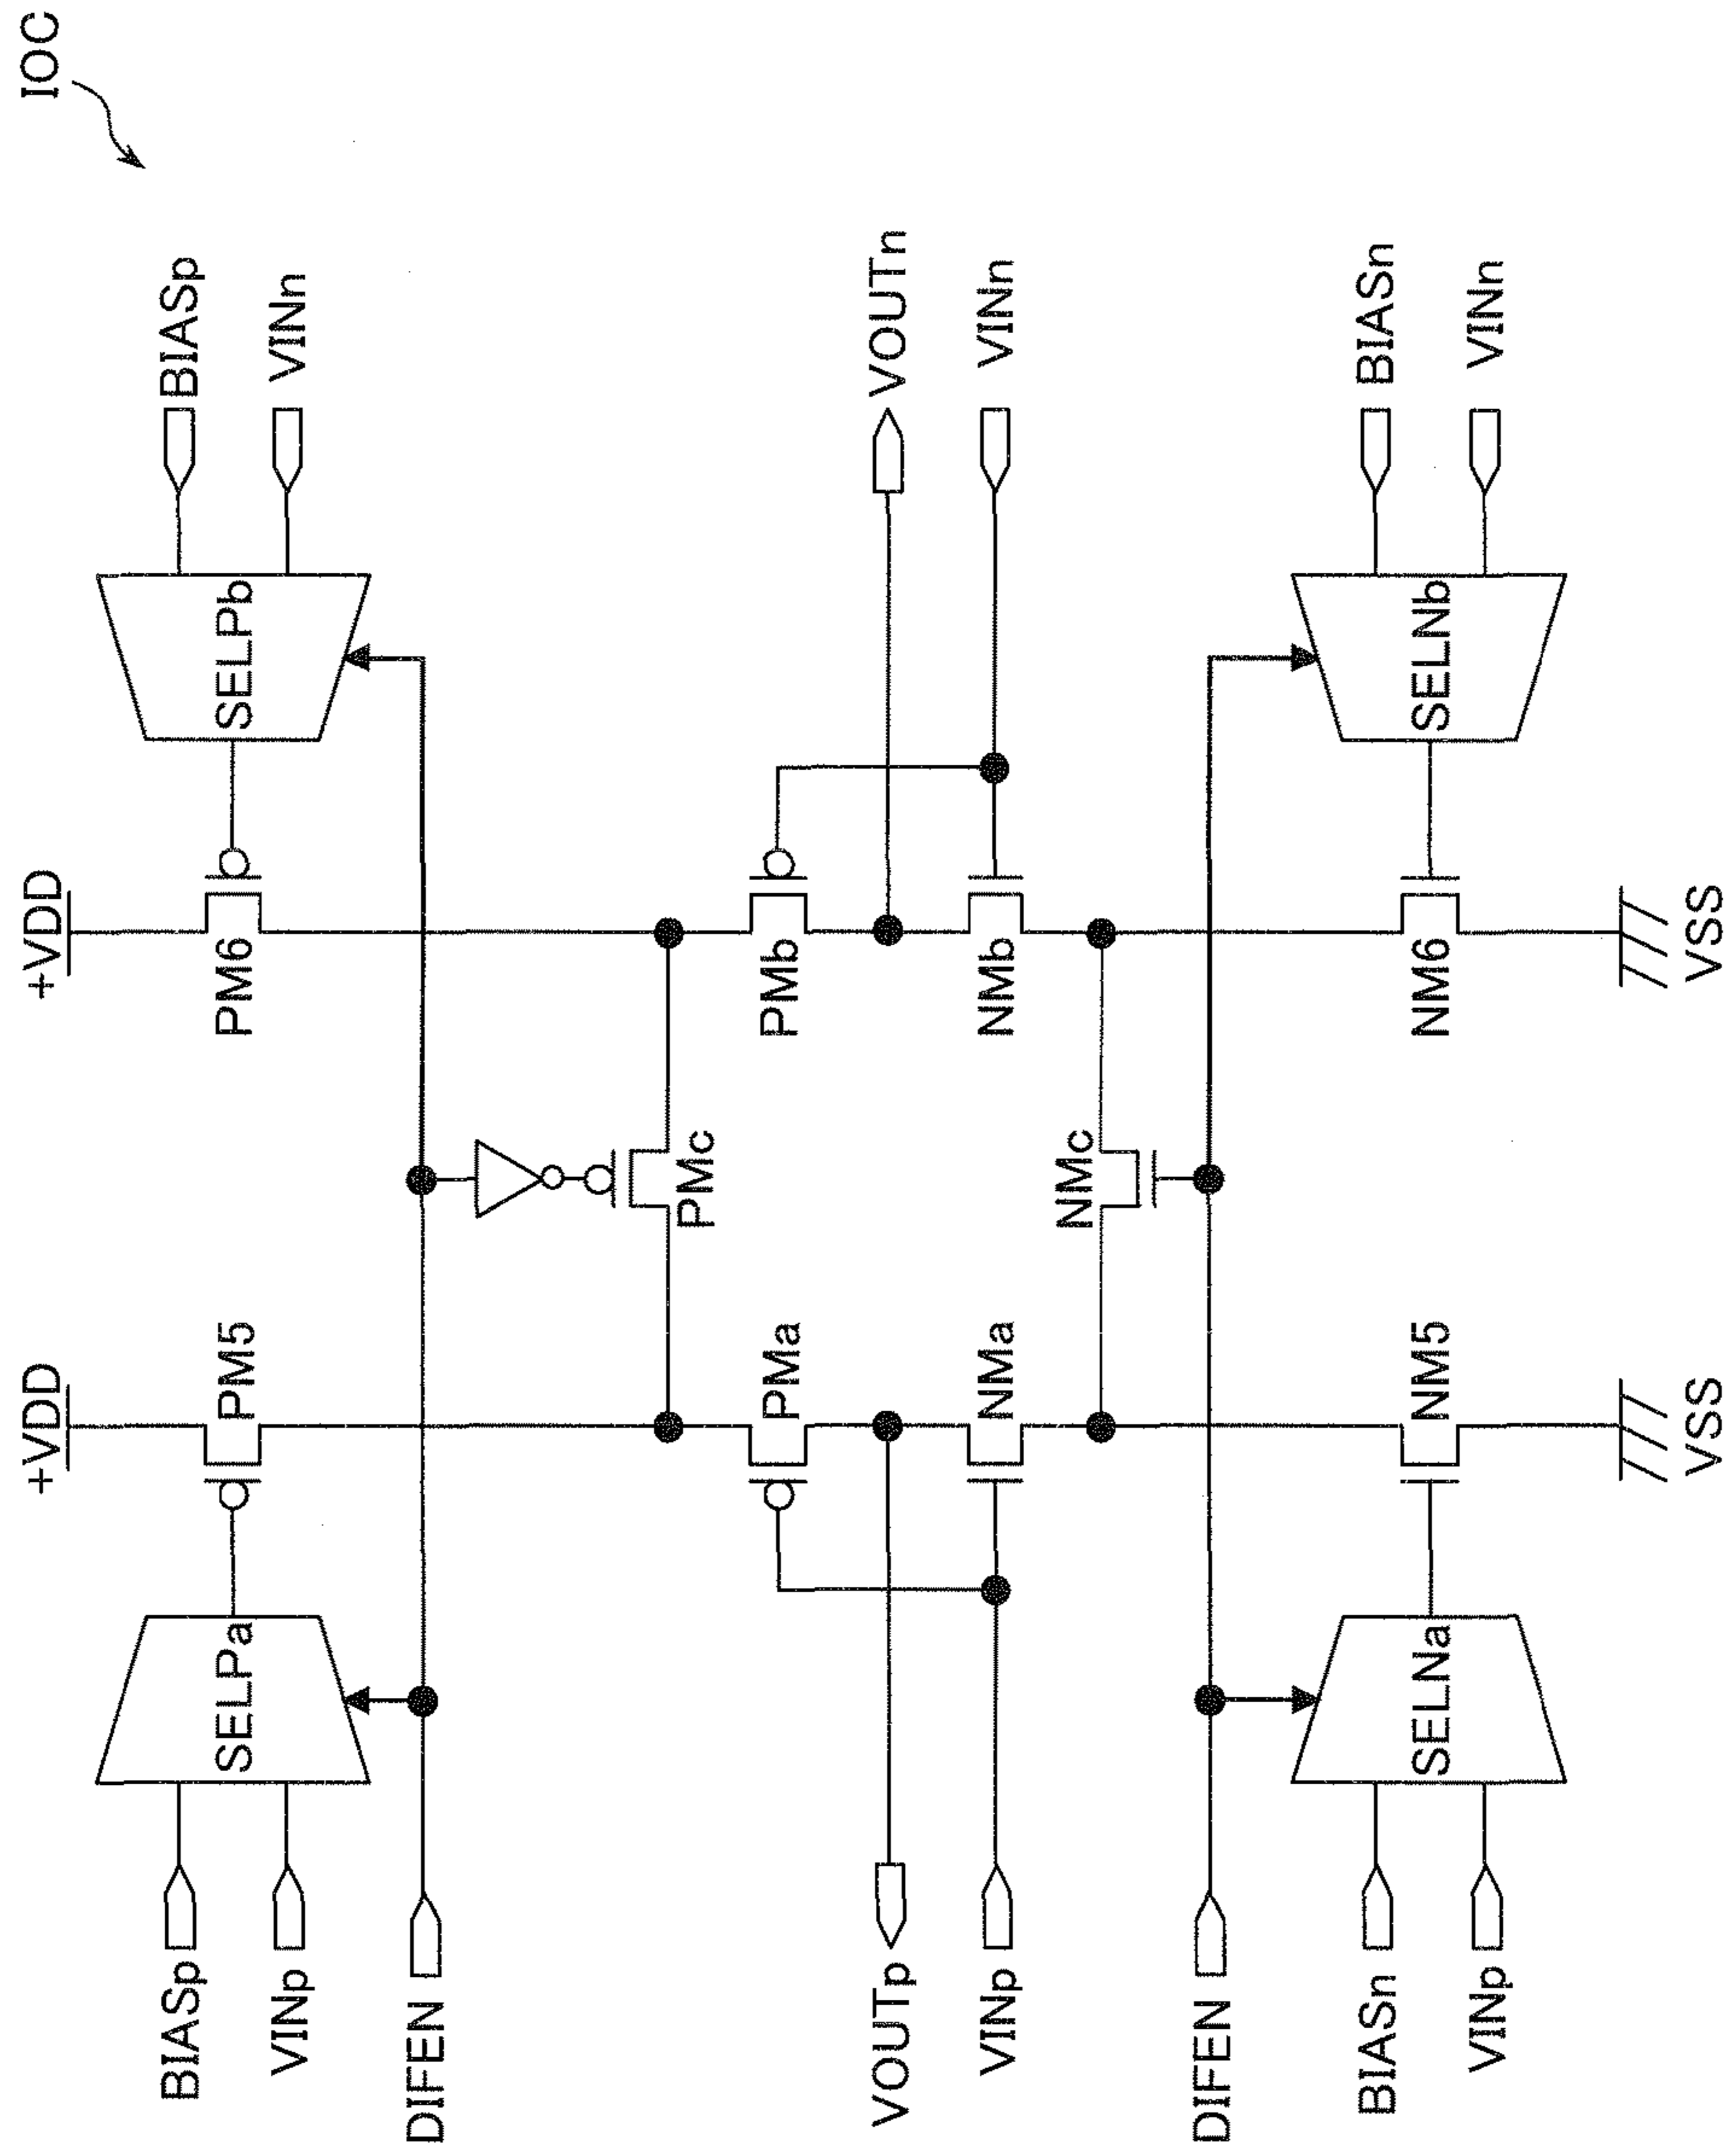 IOC
+VDD
+VDD
BIASp
SELPa
PM5
PM6
SELPb
BIASp
VINp
VINn
DIFEN
PMc
PMa
PMb
VOUTp
VOUTn
VINp
NMa
NMb
VINn
NMc
DIFEN
BIASn
SELNa
NM5
NM6
SELNb
BIASn
VINp
VINn
VSS
VSS